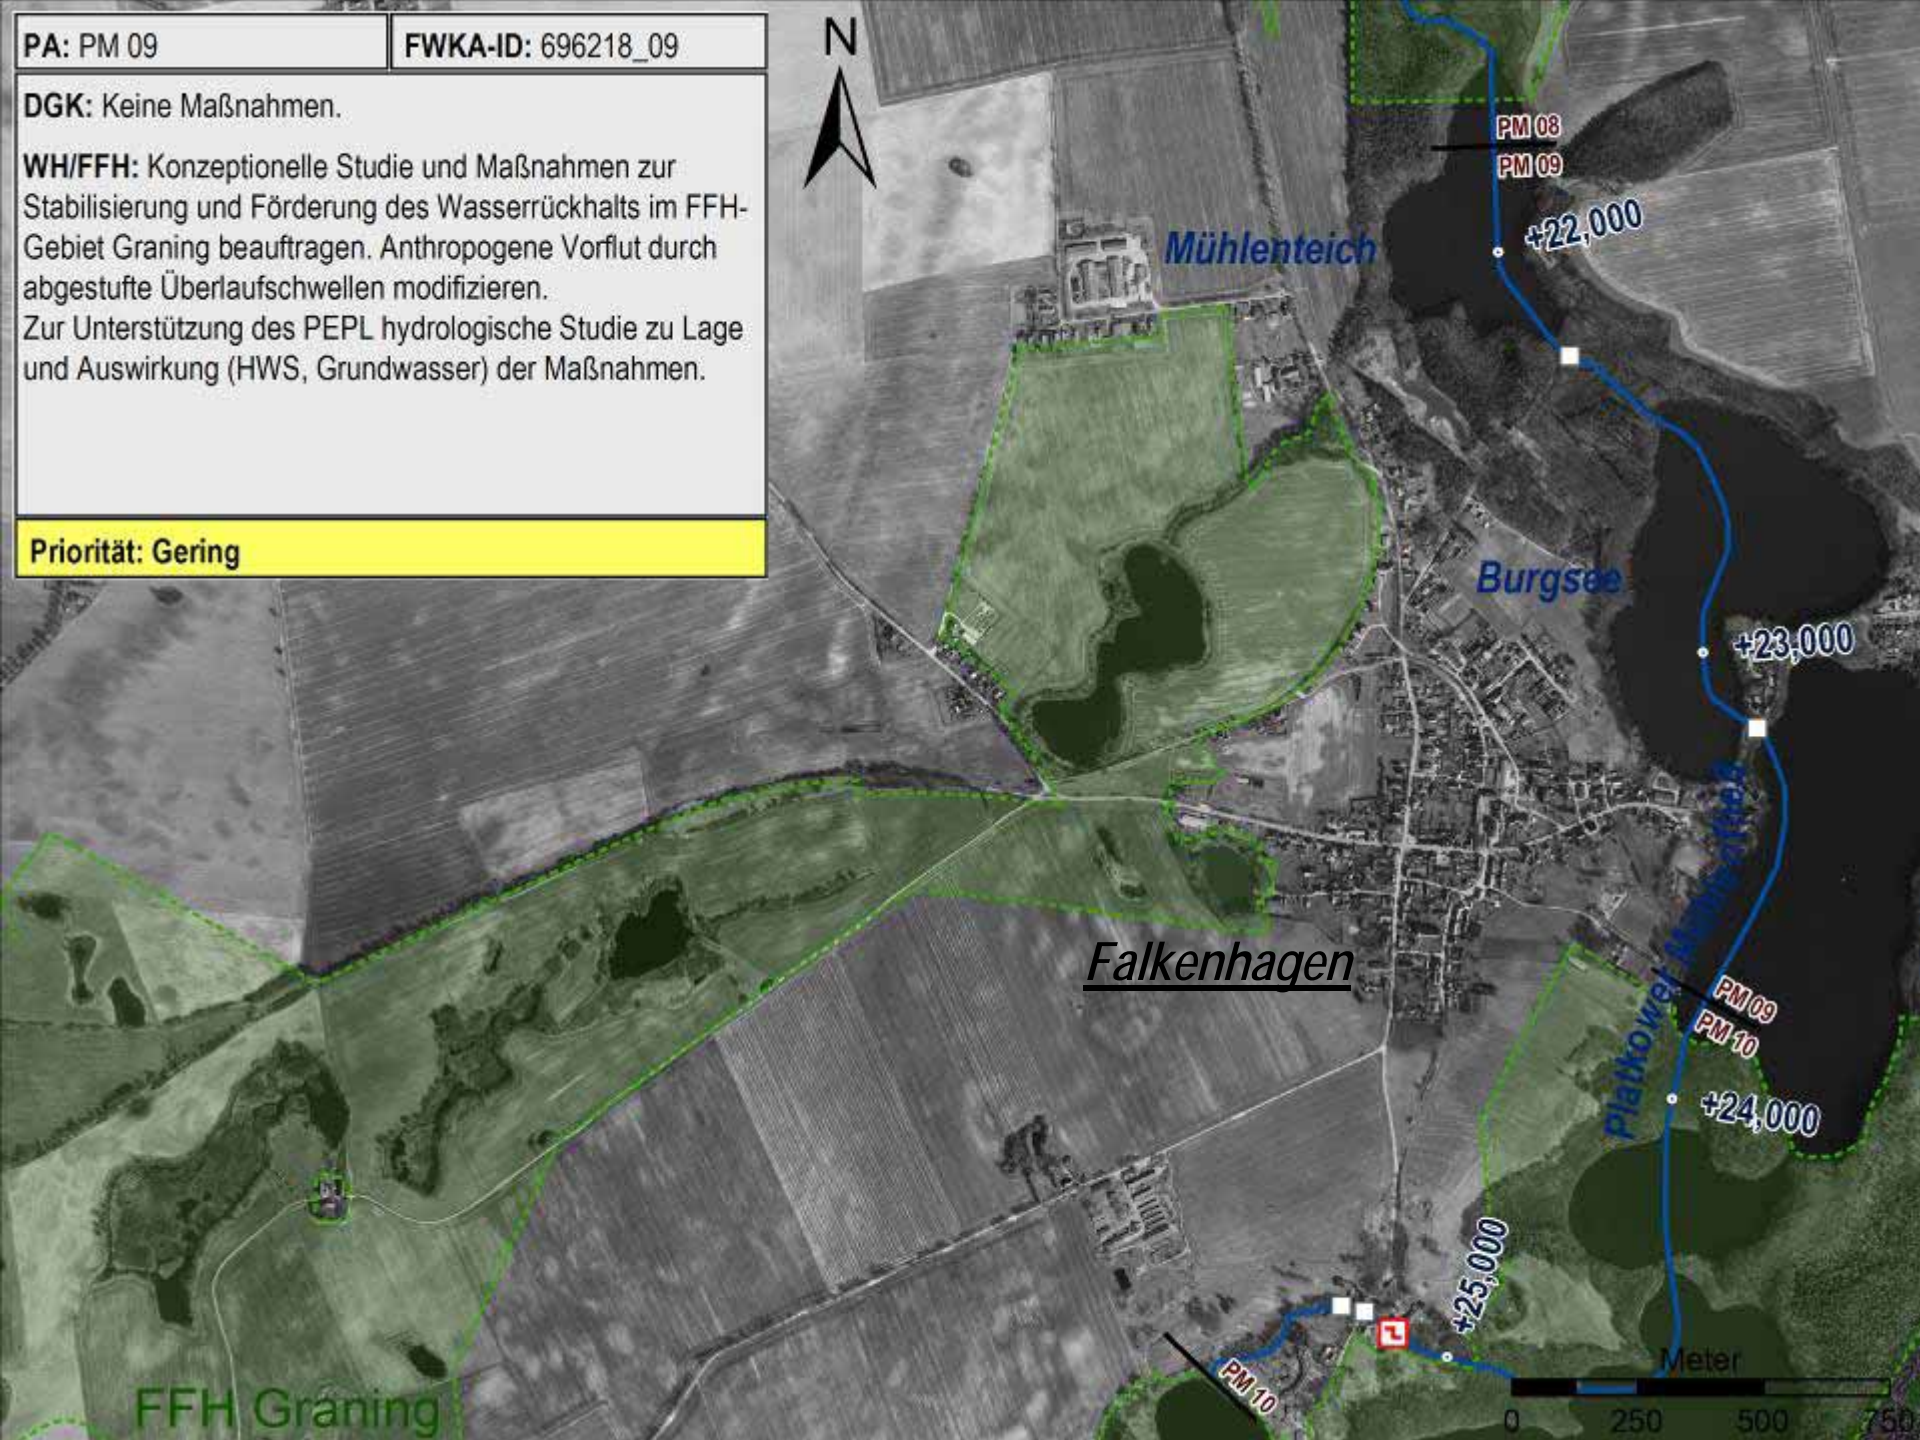 PA: PM 09
FWKA-ID: 696218_09
DGK: Keine Maßnahmen.
WH/FFH: Konzeptionelle Studie und Maßnahmen zur
Stabilisierung und Förderung des Wasserrückhalts im FFH-
Gebiet Graning beauftragen. Anthropogene Vorflut durch
abgestufte Überlaufschwellen modifizieren.
Zur Unterstützung des PEPL hydrologische Studie zu Lage
und Auswirkung (HWS, Grundwasser) der Maßnahmen.
Priorität: Gering
N
PM 08
PM 09
+22,000
Mühlenteich
Burgsee
+23,000
Platkower Mühlenfließ
Falkenhagen
PM 09
PM 10
+24,000
+25,000
PM 10
FFH Graning
Meter
0 250 500 750